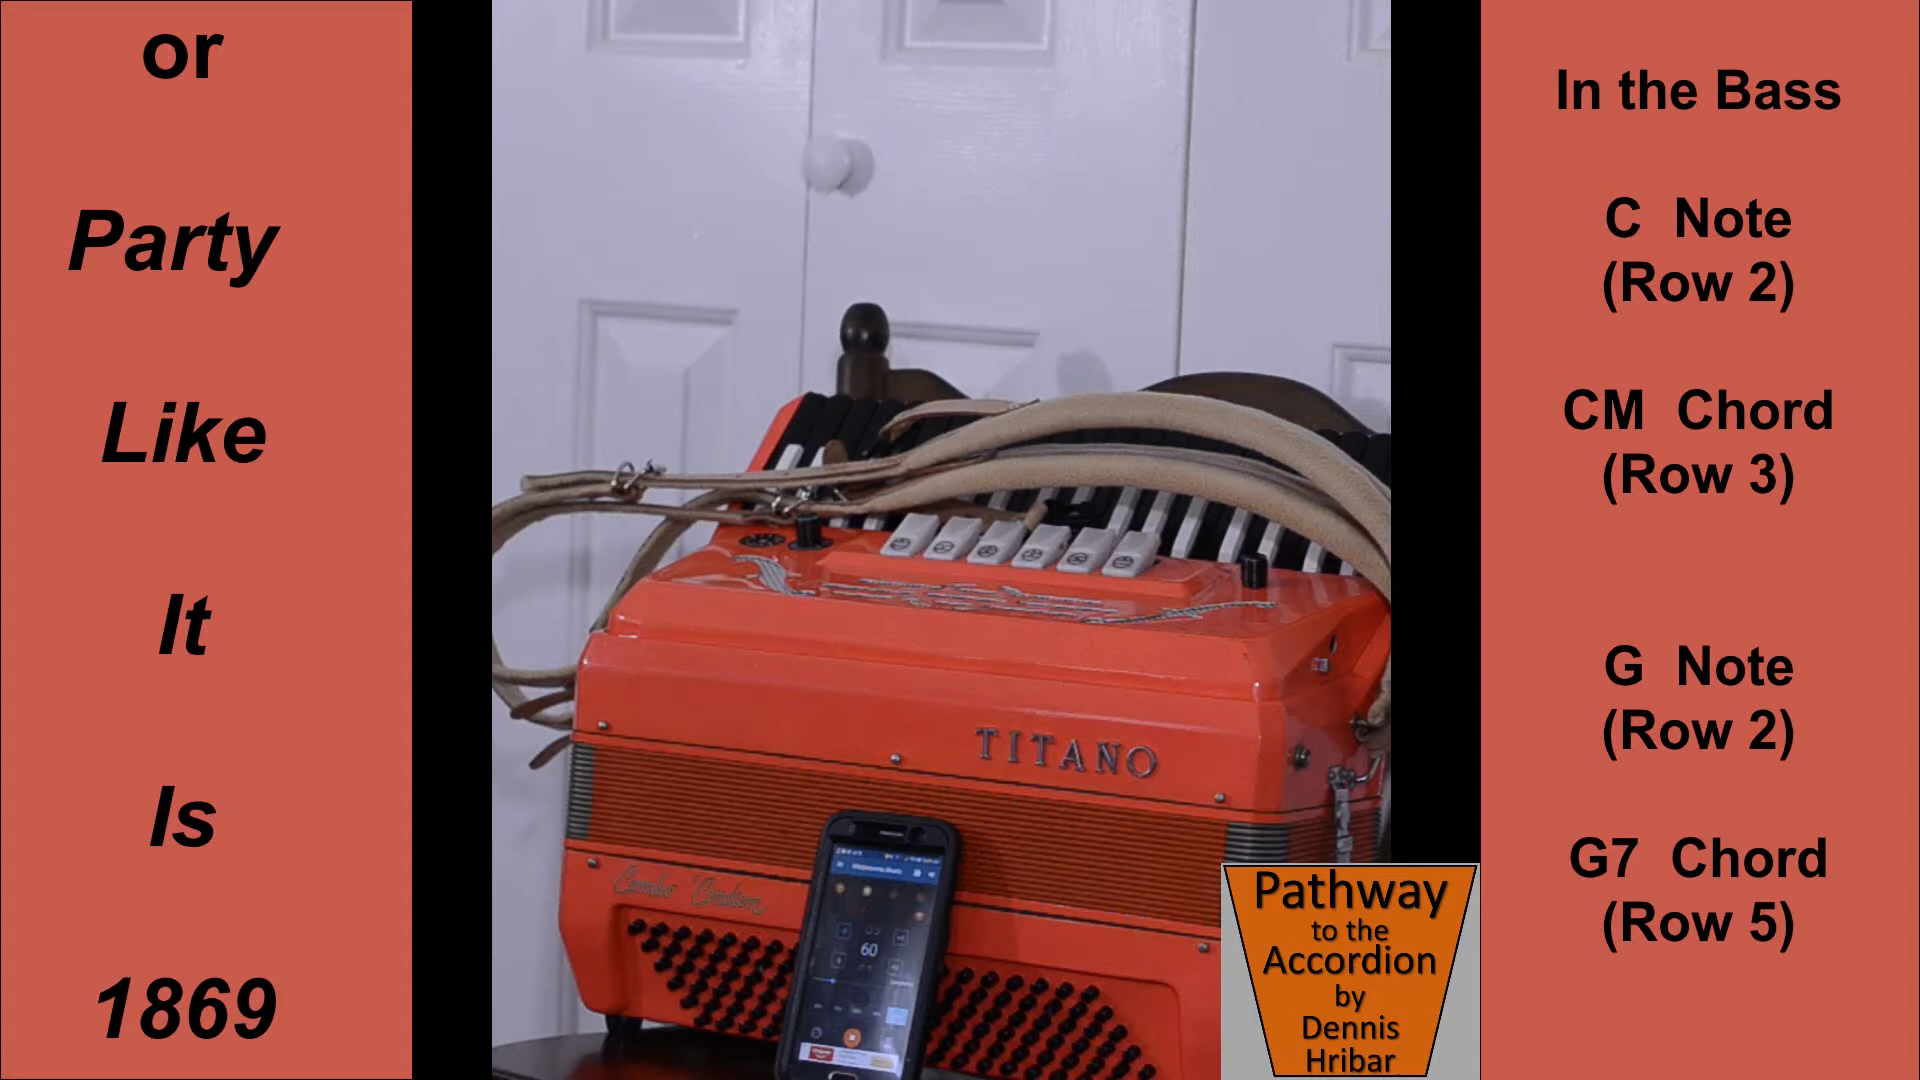 or
Party
Like
It
Is
1869
TITANO
60
Pathway
to the
Accordion
by
Dennis
Hribar
In the Bass
C Note
(Row 2)
CM Chord
(Row 3)
G Note
(Row 2)
G7 Chord
(Row 5)